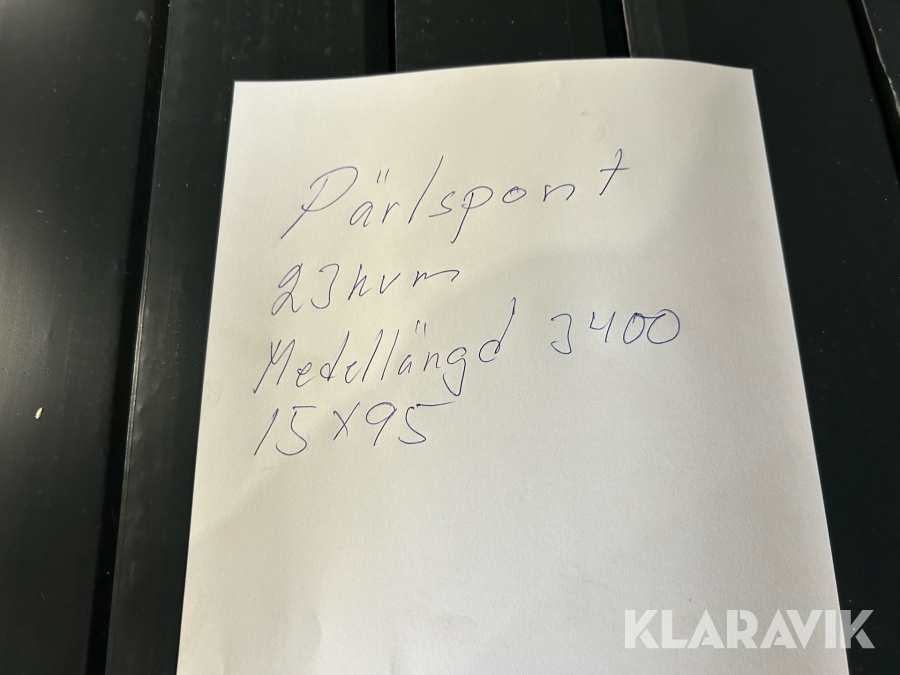 Pärlspont
23kvm
Medellängd 3400
15x95
KLARAVIK